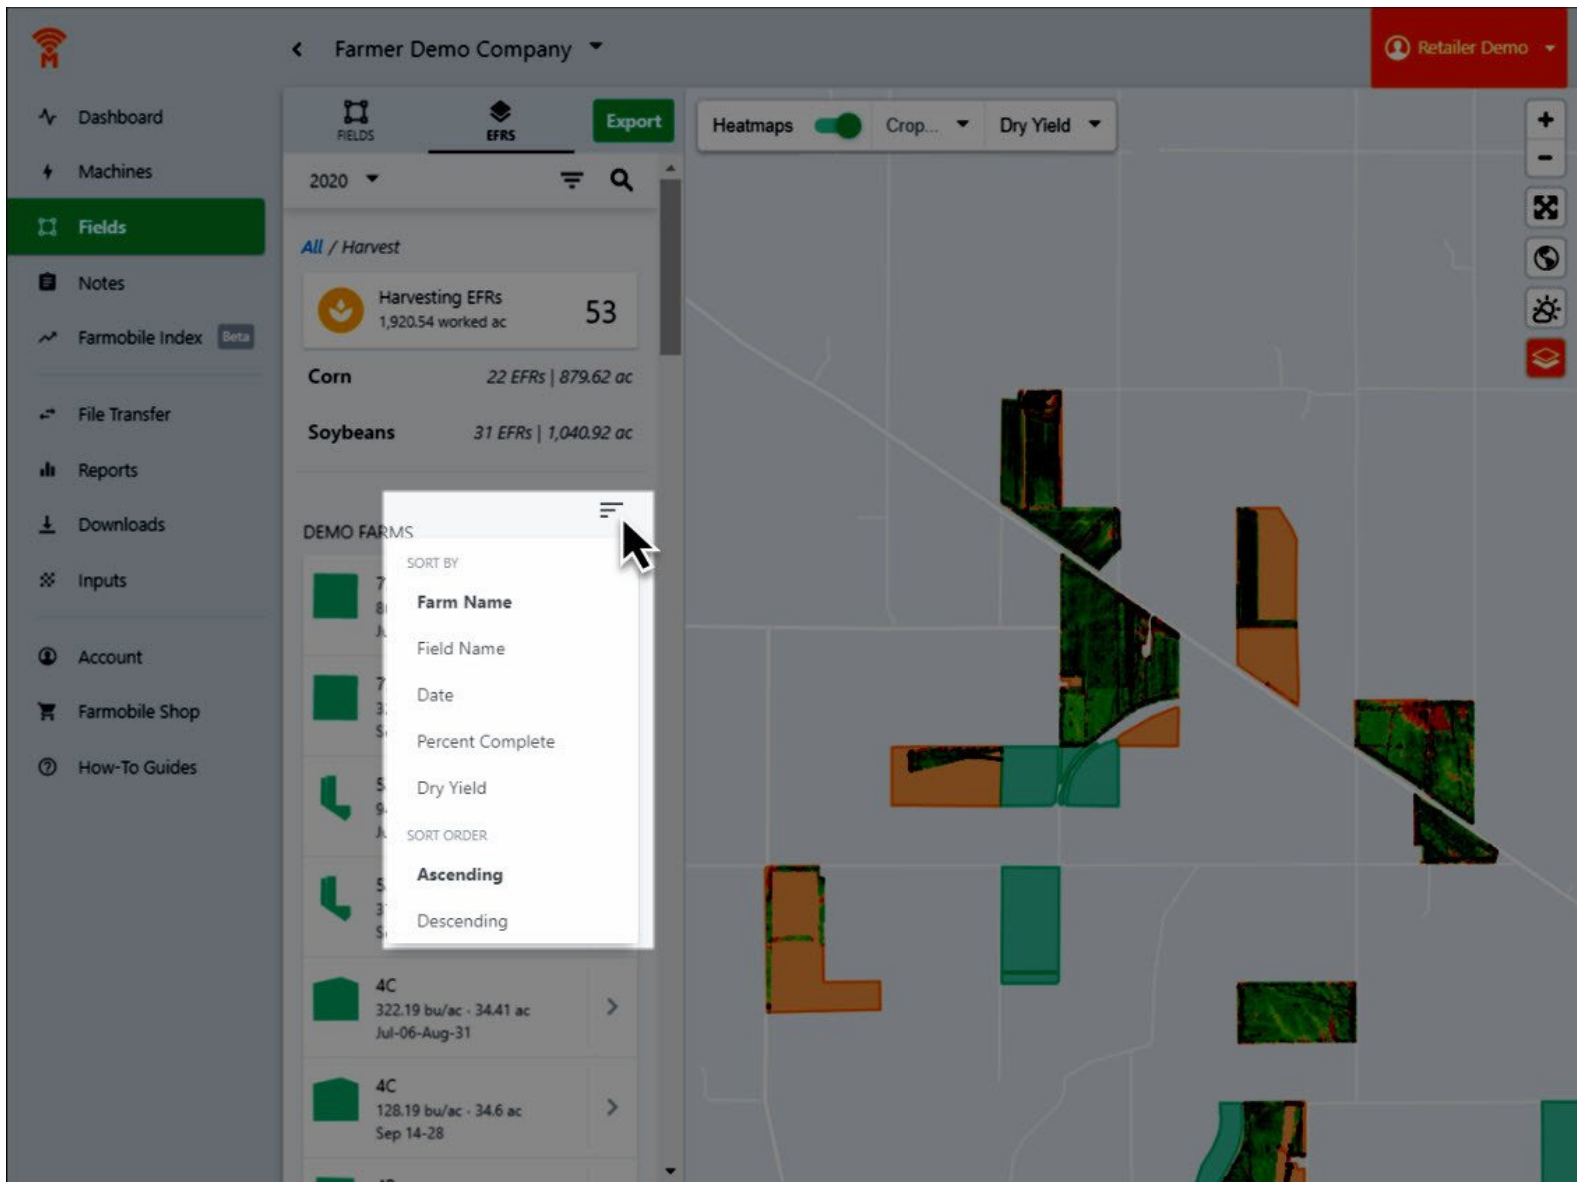 Farmer Demo Company
Retailer Demo
Dashboard
Machines
Fields
Notes
Farmobile Index Beta
File Transfer
Reports
Downloads
Inputs
Account
Farmobile Shop
How-To Guides
FIELDS
EFRS
Export
2020
All / Harvest
Harvesting EFRs
1,920.54 worked ac
53
Corn
22 EFRs | 879.62 ac
Soybeans
31 EFRs | 1,040.92 ac
DEMO FARMS
SORT BY
Farm Name
Field Name
Date
Percent Complete
Dry Yield
SORT ORDER
Ascending
Descending
4C
322.19 bu/ac · 34.41 ac
Jul-06-Aug-31
4C
128.19 bu/ac · 34.6 ac
Sep 14-28
Heatmaps
Crop...
Dry Yield